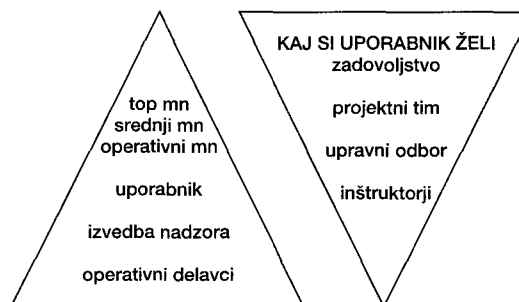 top mn
srednji mn
operativni mn
uporabnik
izvedba nadzora
operativni delavci
KAJ SI UPORABNIK ŽELI
zadovoljstvo
projektni tim
upravni odbor
inštruktorji